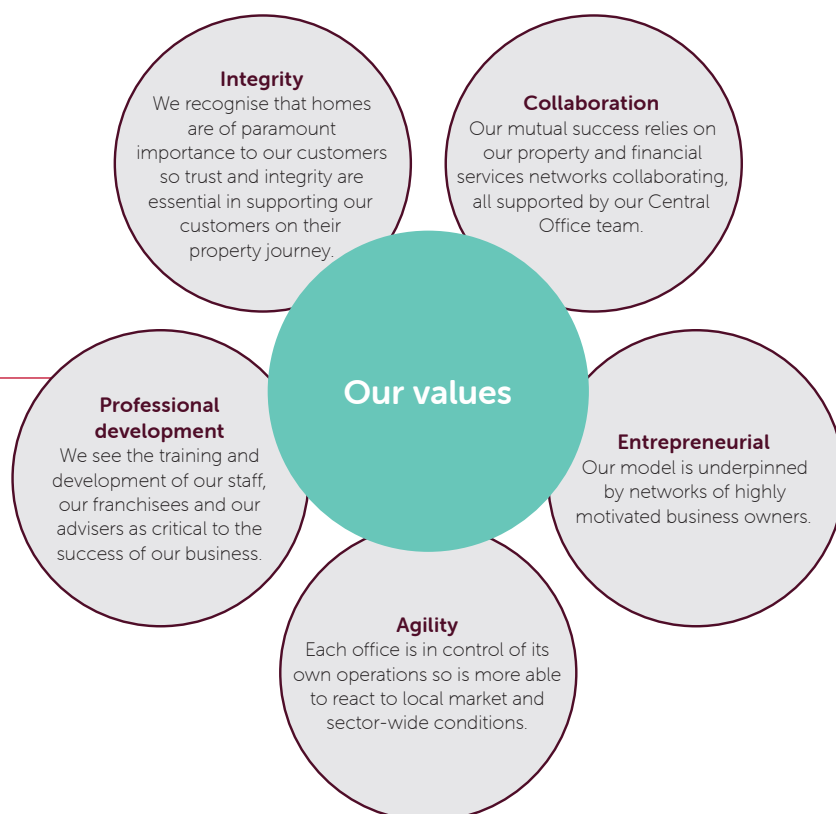 Integrity
We recognise that homes
are of paramount
importance to our customers
so trust and integrity are
essential in supporting our
customers on their
property journey.
Collaboration
Our mutual success relies on
our property and financial
services networks collaborating,
all supported by our Central
Office team.
Our values
Professional
development
We see the training and
development of our staff,
our franchisees and our
advisers as critical to the
success of our business.
Entrepreneurial
Our model is underpinned
by networks of highly
motivated business owners.
Agility
Each office is in control of its
own operations so is more able
to react to local market and
sector-wide conditions.